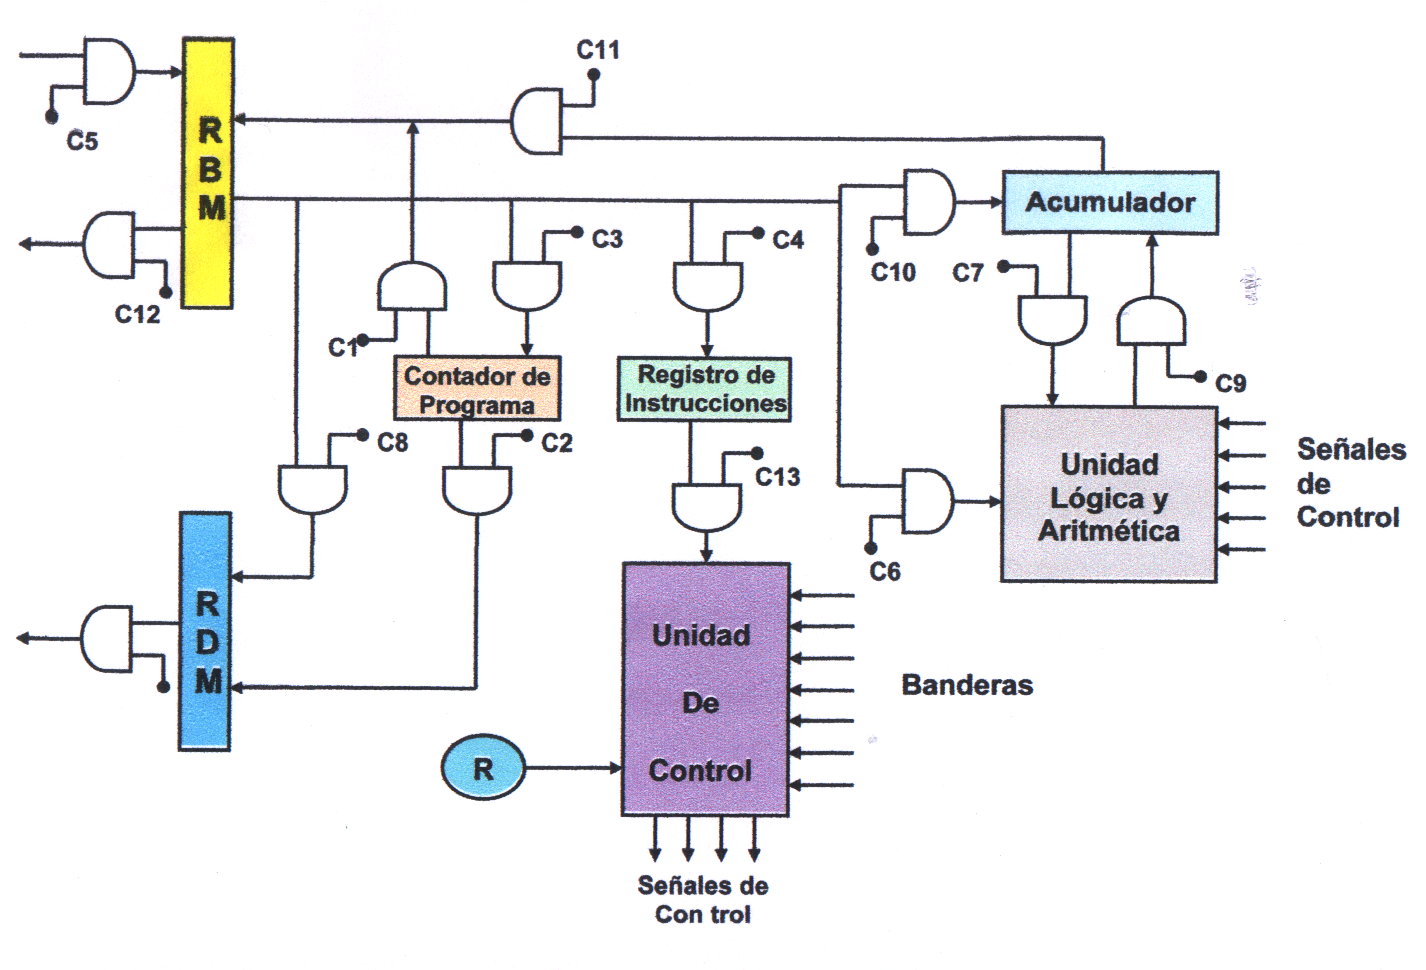 C11
C5
R
B
M
Acumulador
C3
C4
C10
C7
C12
C1
Contador de
Programa
Registro de
Instrucciones
C9
C8
C2
C13
Unidad
Lógica y
Aritmética
Señales
de
Control
C6
R
D
M
Unidad
De
Control
Banderas
R
Señales de
Con trol